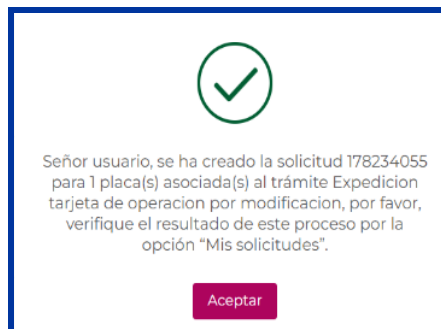 Señor usuario, se ha creado la solicitud 178234055
para 1 placa(s) asociada(s) al trámite Expedicion
tarjeta de operacion por modificacion, por favor,
verifique el resultado de este proceso por la
opción “Mis solicitudes”.
Aceptar